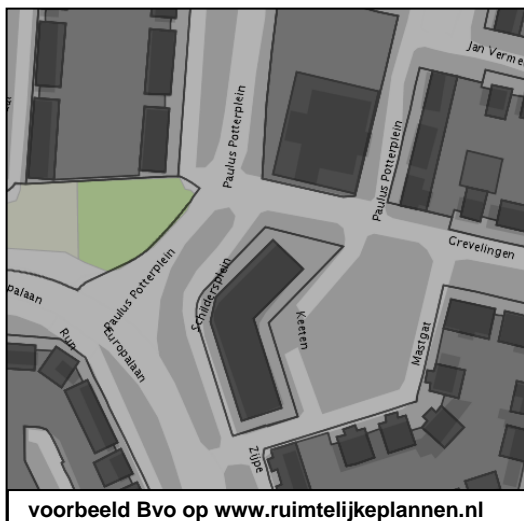 Jan Verme
Paulus Potterplein
Paulus Potterplein
Grevelingen
Paulus Potterplein
Schildersplein
palaan
Run
Europalaan
Keeten
Mastgat
Zijpe
voorbeeld Bvo op www.ruimtelijkeplannen.nl